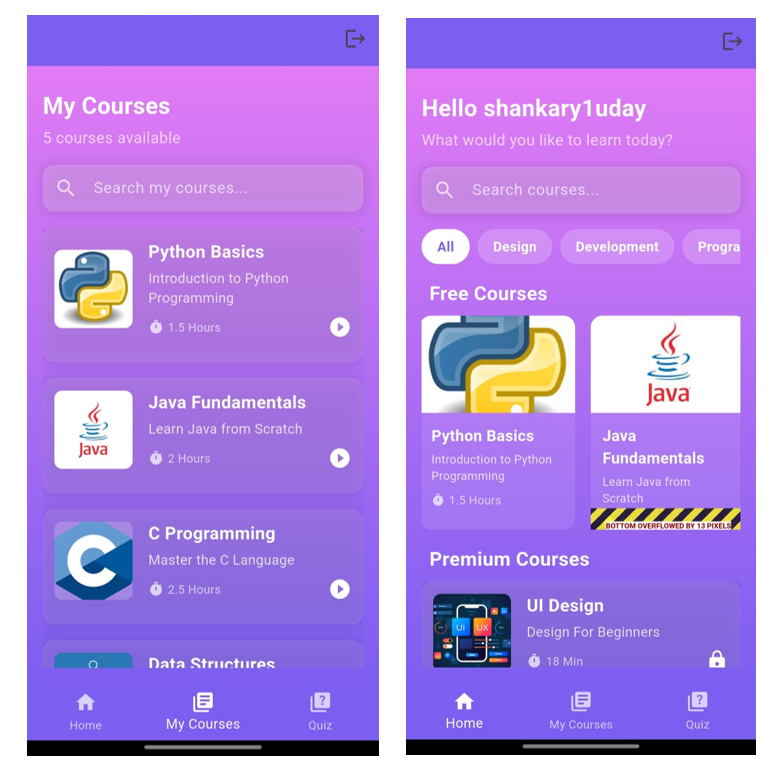 My Courses
5 courses available
Search my courses...
Python Basics
Introduction to Python
Programming
1.5 Hours
Java
Java Fundamentals
Learn Java from Scratch
2 Hours
C
C Programming
Master the C Language
2.5 Hours
Data Structures
Home
My Courses
Quiz
Hello shankary1uday
What would you like to learn today?
Search courses...
All
Design
Development
Progra
Free Courses
Python Basics
Introduction to Python
Programming
1.5 Hours
Java
Java
Fundamentals
Learn Java from
Scratch
BOTTOM OVERFLOWED BY 13 PIXELS
Premium Courses
UI
UX
UI Design
Design For Beginners
18 Min
Home
My Courses
Quiz